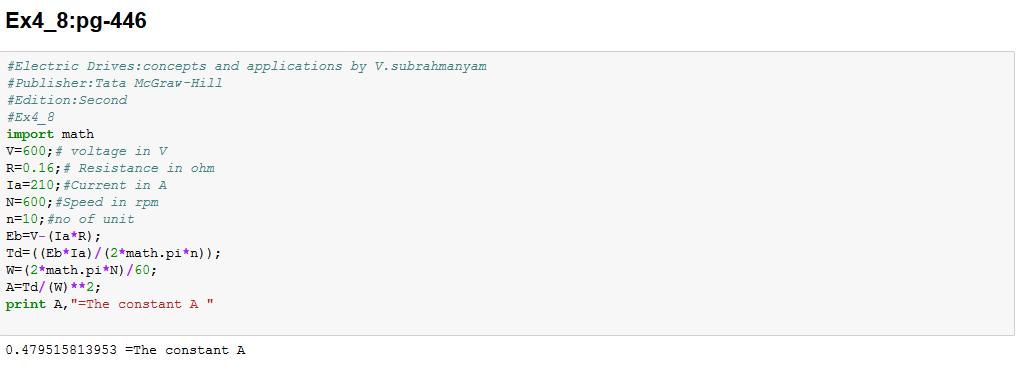 Ex4_8:pg-446
#Electric Drives:concepts and applications by V.subrahmanyam
#Publisher:Tata McGraw-Hill
#Edition:Second
#Ex4_8
import math
V=600;# voltage in V
R=0.16;# Resistance in ohm
Ia=210;#Current in A
N=600;#Speed in rpm
n=10;#no of unit
Eb=V-(Ia*R);
Td=((Eb*Ia)/(2*math.pi*n));
W=(2*math.pi*N)/60;
A=Td/(W)**2;
print A,"=The constant A "
0.479515813953 =The constant A